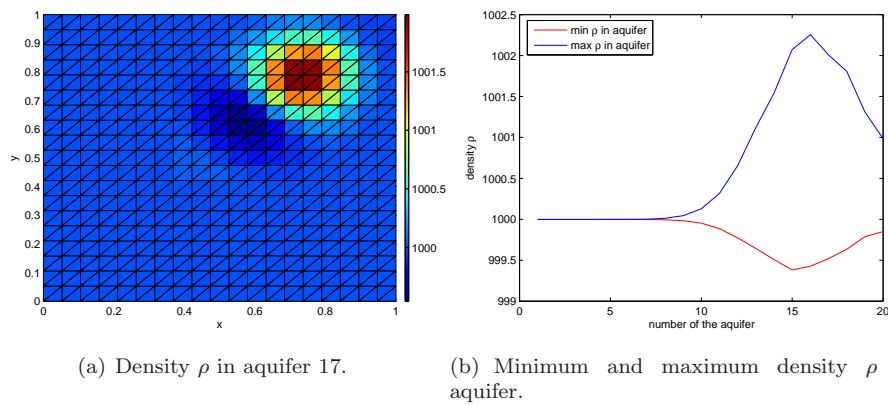 1
0.9
0.8
0.7
0.6
0.5
0.4
0.3
0.2
0.1
0
y
0 0.2 0.4 0.6 0.8 1
x
1001.5
1001
1000.5
1000
1002.5
1002
1001.5
1001
1000.5
1000
999.5
999
density ρ
min ρ in aquifer
max ρ in aquifer
0 5 10 15 20
number of the aquifer
(a) Density ρ in aquifer 17.
(b) Minimum and maximum density ρ
aquifer.